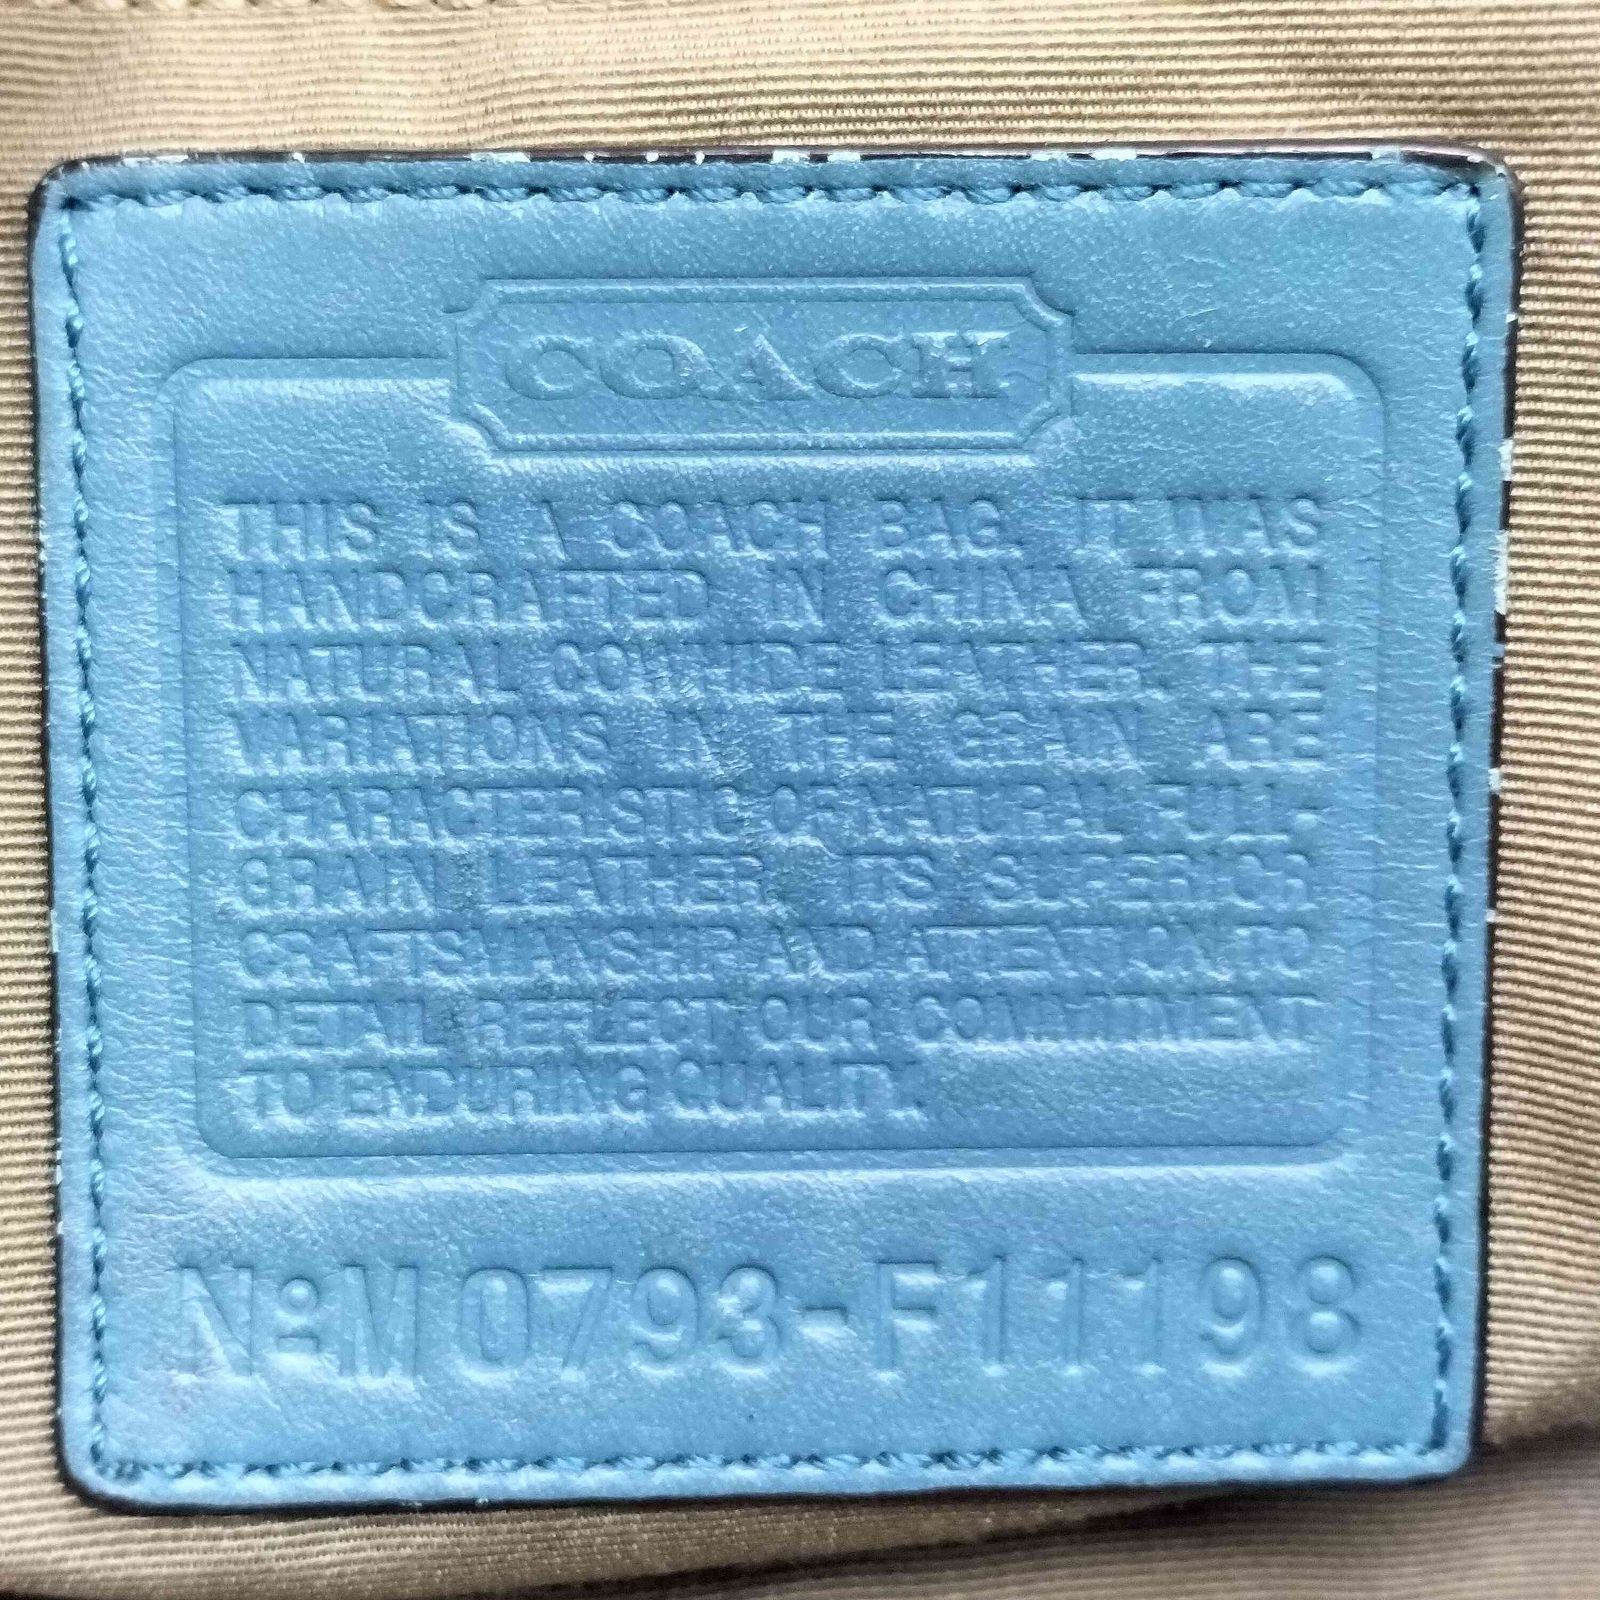 COACH
THIS IS A COACH BAG. IT WAS
HANDCRAFTED IN CHINA FROM
NATURAL COWHIDE LEATHER. THE
VARIATIONS IN THE GRAIN ARE
CHARACTERISTIC OF NATURAL FULL-
GRAIN LEATHER. ITS SUPERIOR
CRAFTSMANSHIP AND ATTENTION TO
DETAIL REFLECT OUR COMMITMENT
TO ENDURING QUALITY.
Nº M0793-F11198